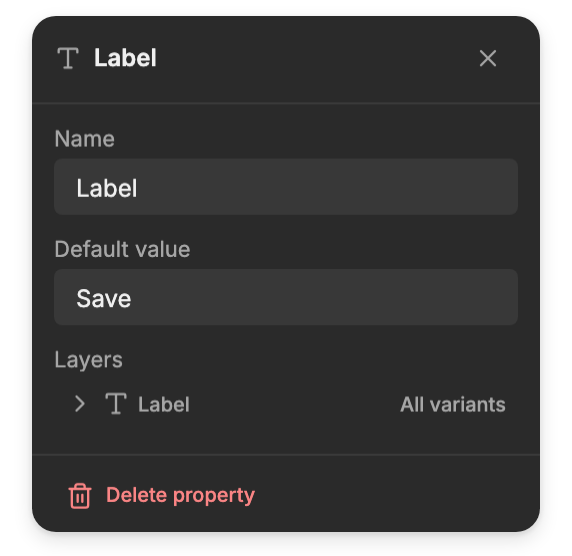 Label
Name
Label
Default value
Save
Layers
Label All variants
Delete property